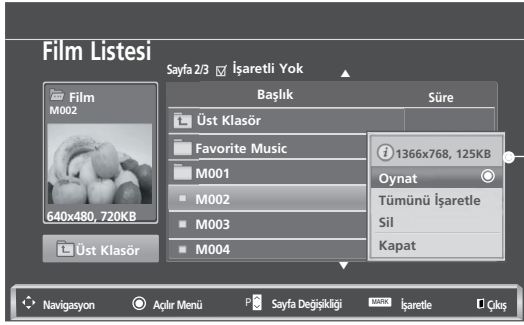 Film Listesi
Sayfa 2/3 İşaretli Yok
Film
M002
640x480, 720KB
Üst Klasör
Başlık Süre
Üst Klasör
Favorite Music
M001
M002
M003
M004
1366x768, 125KB
Oynat
Tümünü İşaretle
Sil
Kapat
Navigasyon Açılır Menü P Sayfa Değişikliği MARK İşaretle Çıkış